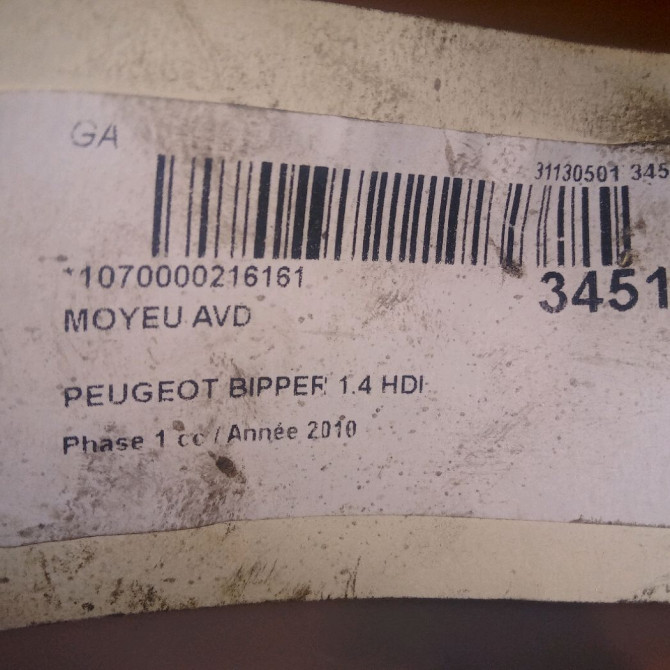 GA
31130501 345
*1070000216161
3451
MOYEU AVD
PEUGEOT BIPPER 1.4 HDI
Phase 1 cc / Année 2010